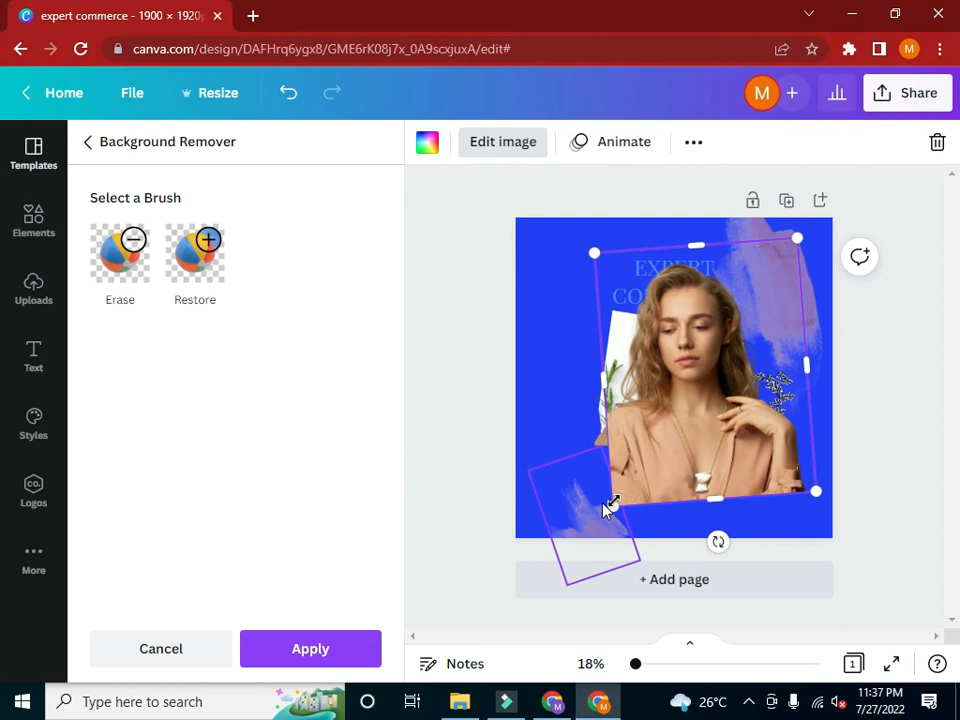 expert commerce - 1900 × 1920p
canva.com/design/DAFHrq6ygx8/GME6rK08j7x_0A9scxjuxA/edit#
M
Home
File
Resize
M
Share
Templates
Elements
Uploads
Text
Styles
CO.
Logos
More
Background Remover
Select a Brush
Erase
Restore
Cancel
Apply
Edit image
Animate
EXPERT
+ Add page
Notes
18%
1
Type here to search
26°C
11:37 PM
7/27/2022